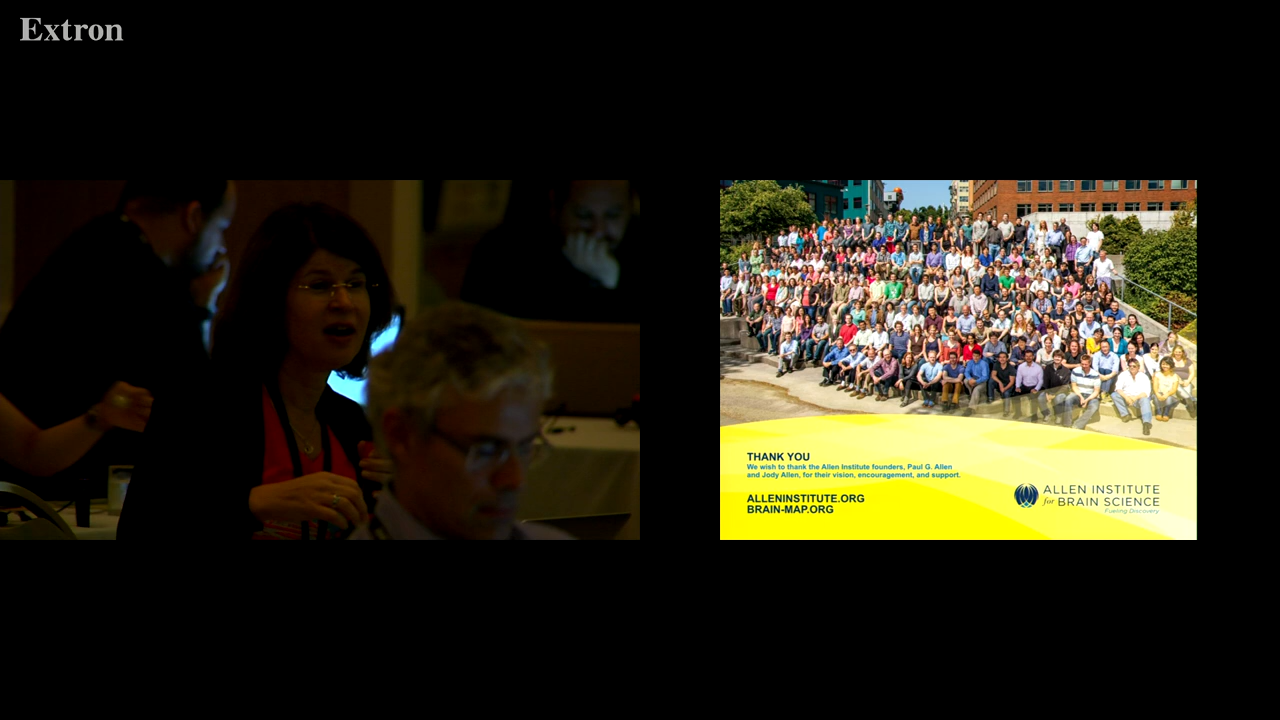 Extron
THANK YOU
We wish to thank the Allen Institute founders, Paul G. Allen
and Jody Allen, for their vision, encouragement, and support.
ALLENINSTITUTE.ORG
BRAIN-MAP.ORG
ALLEN INSTITUTE
for BRAIN SCIENCE
Fueling Discovery